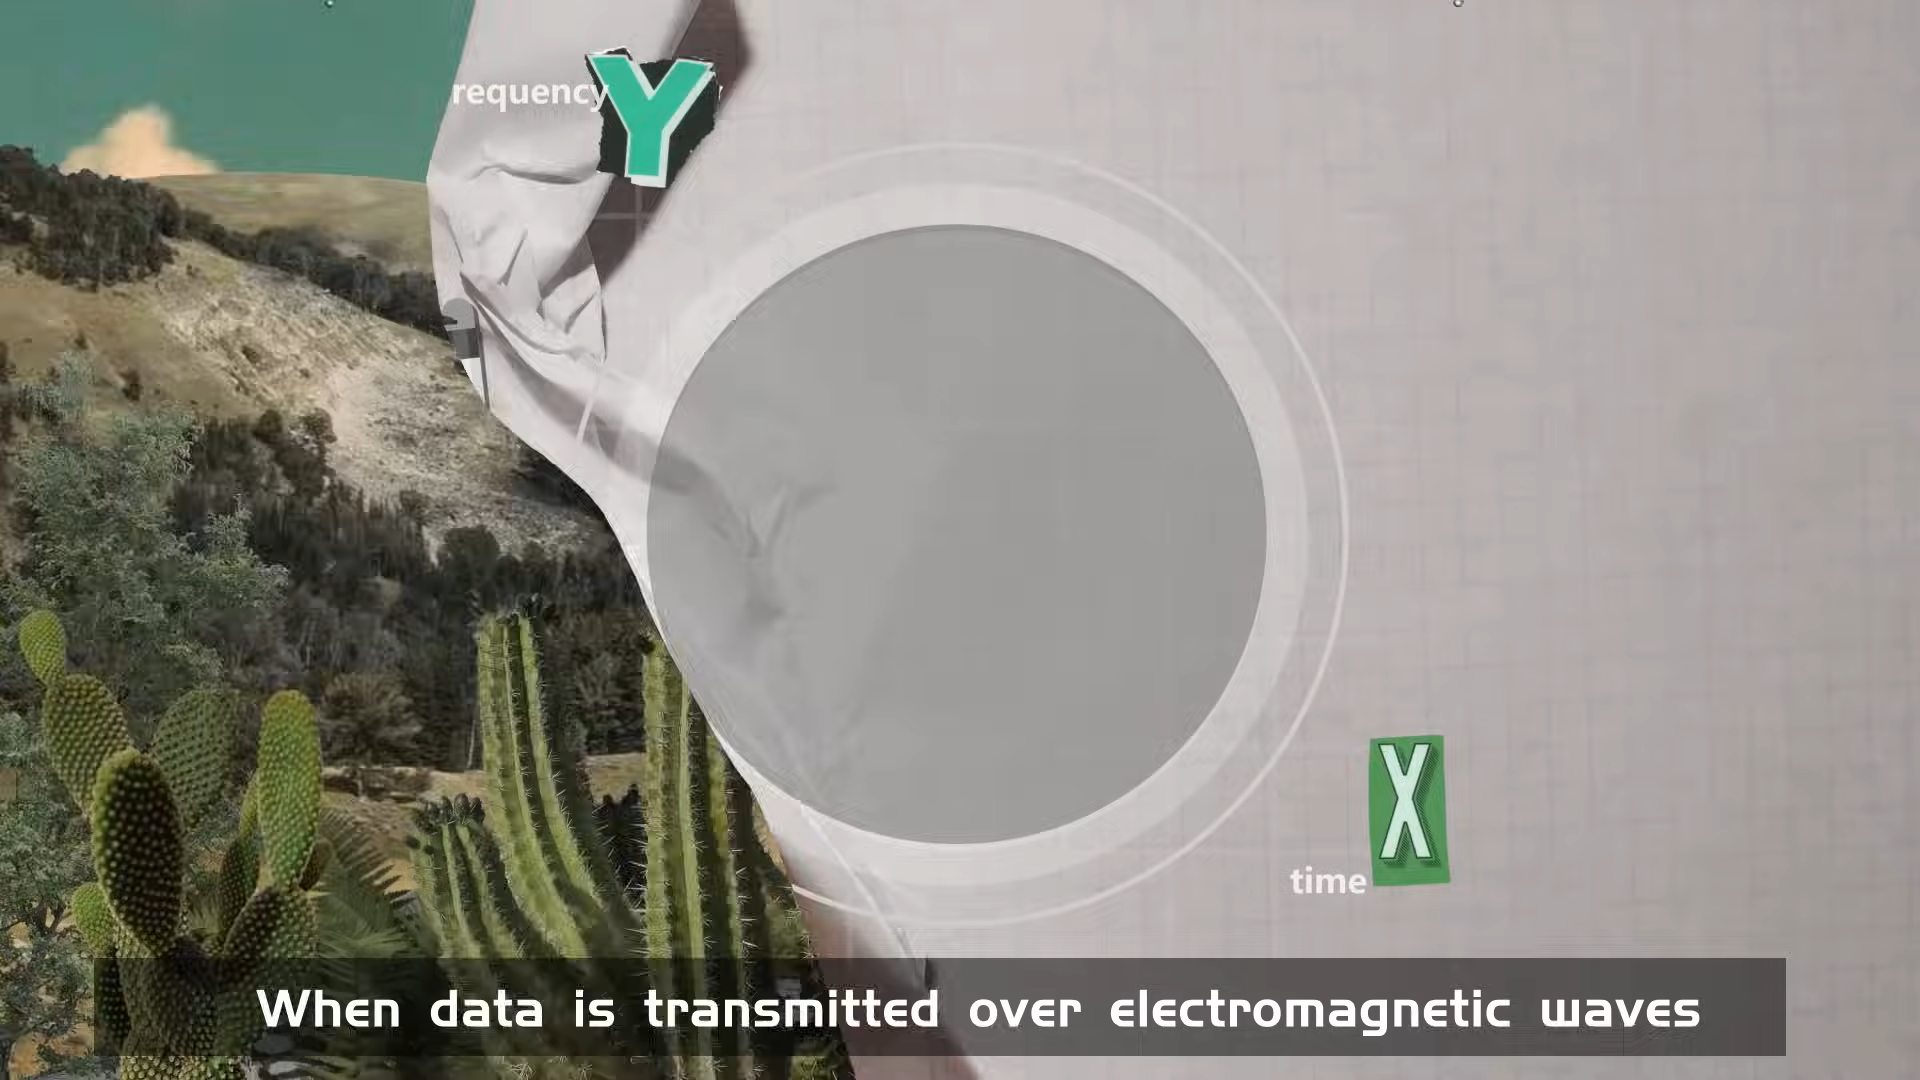 requency Y
X
time
When data is transmitted over electromagnetic waves